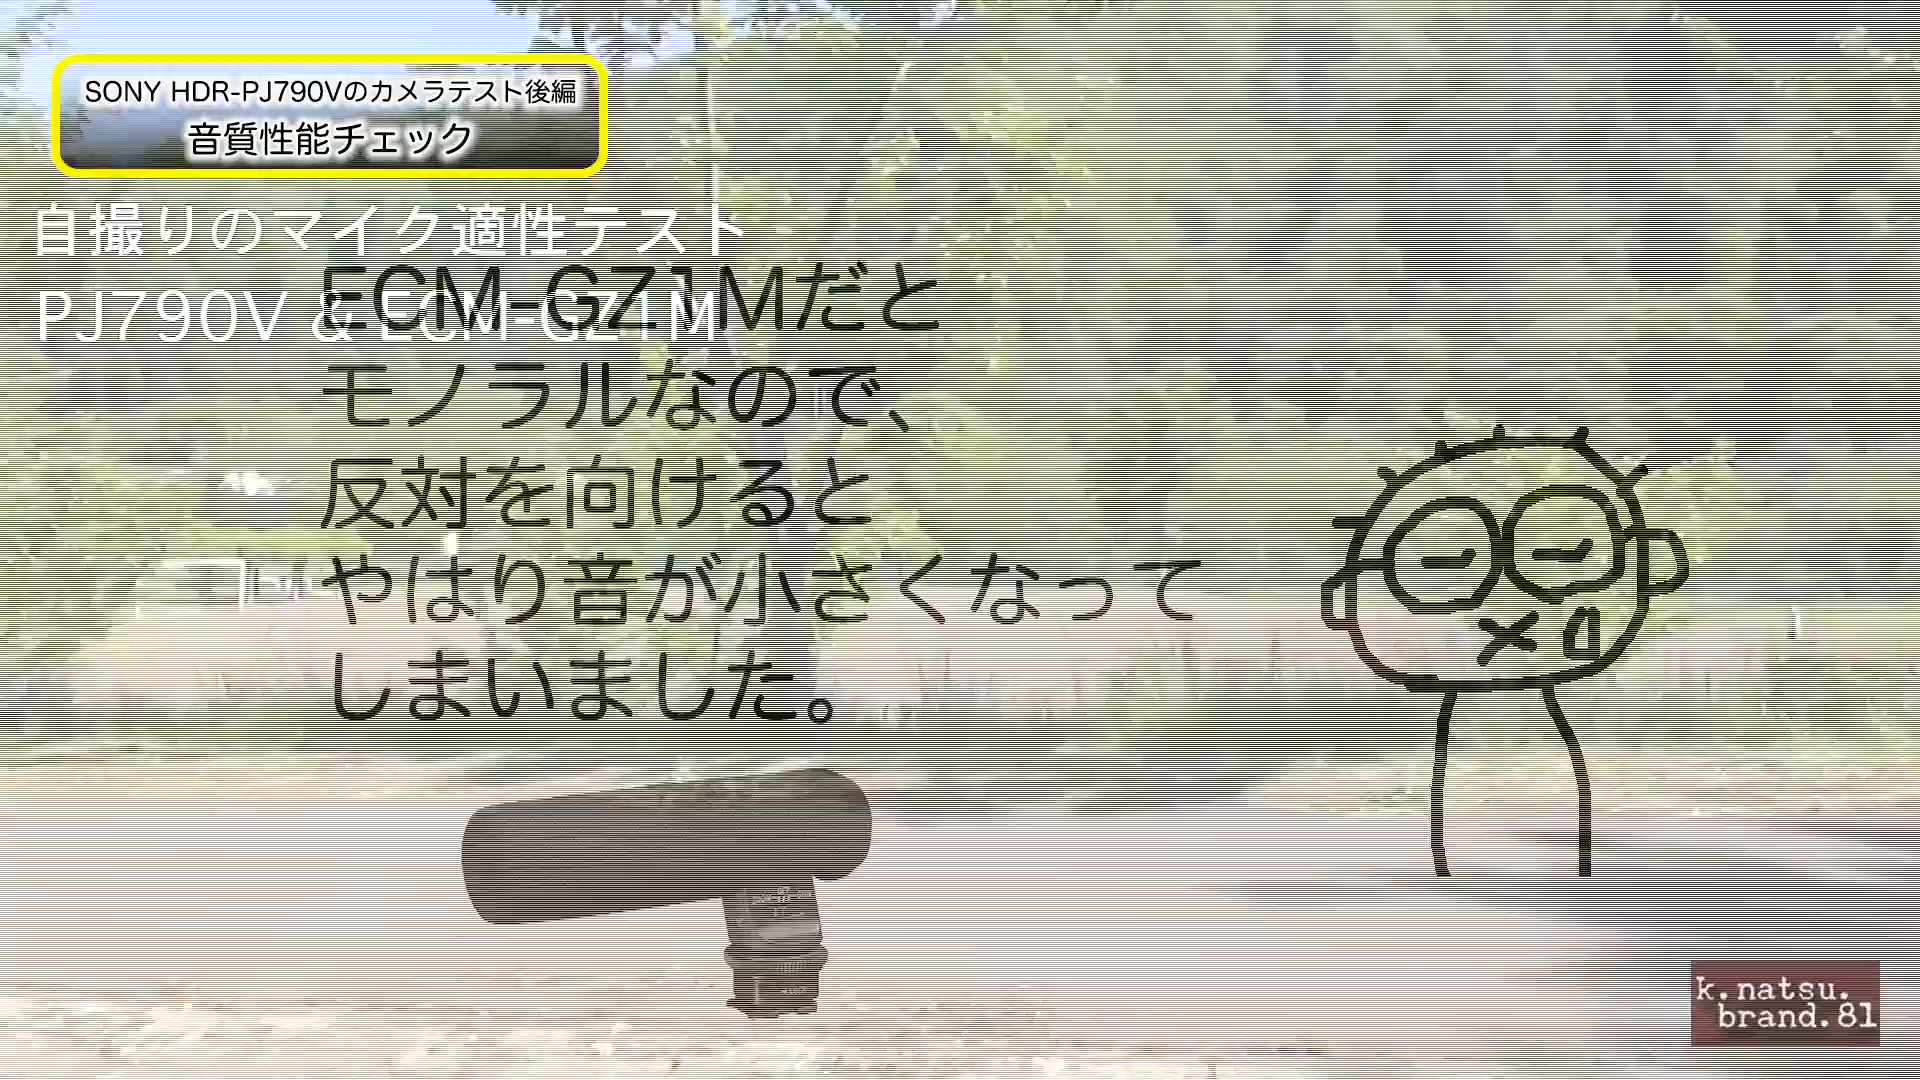 SONY HDR-PJ790Vのカメラテスト後編
音質性能チェック
自撮りのマイク適性テスト
PJ790V & ECM-GZ1M
ECM-GZ1Mだと
モノラルなので、
反対を向けると
やはり音が小さくなって
しまいました。
k.natsu.
brand.81